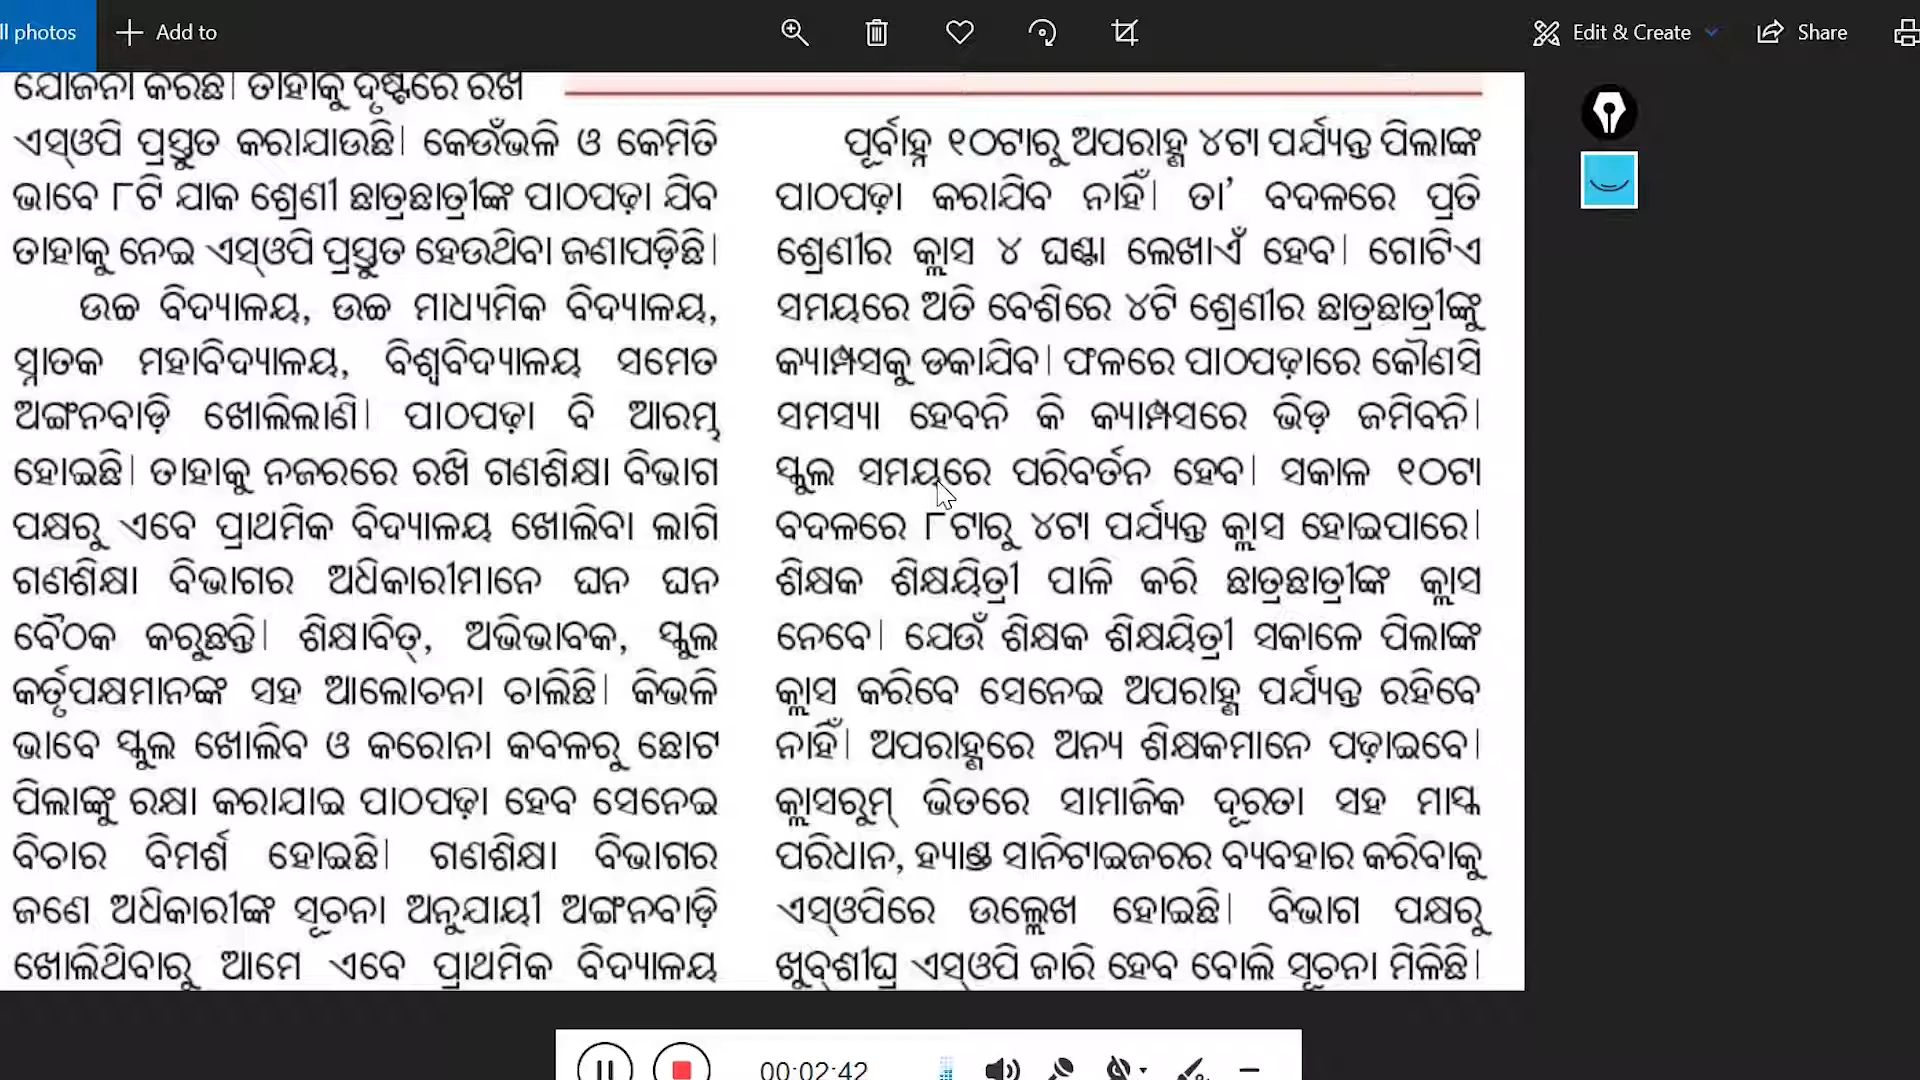 ll photos
Add to
Edit & Create
Share
ଯୋଜନା କରିଛି। ତାହାକୁ ଦୃଷ୍ଟିରେ ରଖି
ଏସ୍‌ଓପି ପ୍ରସ୍ତୁତ କରାଯାଉଛି। କେଉଁଭଳି ଓ କେମିତି
ଭାବେ ୮ଟି ଯାକ ଶ୍ରେଣୀ ଛାତ୍ରଛାତ୍ରୀଙ୍କ ପାଠପଢ଼ା ଯିବ
ତାହାକୁ ନେଇ ଏସ୍‌ଓପି ପ୍ରସ୍ତୁତ ହେଉଥିବା ଜଣାପଡ଼ିଛି।
ଉଚ୍ଚ ବିଦ୍ୟାଳୟ, ଉଚ୍ଚ ମାଧ୍ୟମିକ ବିଦ୍ୟାଳୟ,
ସ୍ନାତକ ମହାବିଦ୍ୟାଳୟ, ବିଶ୍ୱବିଦ୍ୟାଳୟ ସମେତ
ଅଙ୍ଗନବାଡ଼ି ଖୋଲିଲାଣି। ପାଠପଢ଼ା ବି ଆରମ୍ଭ
ହୋଇଛି। ତାହାକୁ ନଜରରେ ରଖି ଗଣଶିକ୍ଷା ବିଭାଗ
ପକ୍ଷରୁ ଏବେ ପ୍ରାଥମିକ ବିଦ୍ୟାଳୟ ଖୋଲିବା ଲାଗି
ଗଣଶିକ୍ଷା ବିଭାଗର ଅଧିକାରୀମାନେ ଘନ ଘନ
ବୈଠକ କରୁଛନ୍ତି। ଶିକ୍ଷାବିତ୍, ଅଭିଭାବକ, ସ୍କୁଲ
କର୍ତ୍ତୃପକ୍ଷମାନଙ୍କ ସହ ଆଲୋଚନା ଚାଲିଛି। କିଭଳି
ଭାବେ ସ୍କୁଲ ଖୋଲିବ ଓ କରୋନା କବଳରୁ ଛୋଟ
ପିଲାଙ୍କୁ ରକ୍ଷା କରାଯାଇ ପାଠପଢ଼ା ହେବ ସେନେଇ
ବିଚାର ବିମର୍ଶ ହୋଇଛି। ଗଣଶିକ୍ଷା ବିଭାଗର
ଜଣେ ଅଧିକାରୀଙ୍କ ସୂଚନା ଅନୁଯାୟୀ ଅଙ୍ଗନବାଡ଼ି
ଖୋଲିଥିବାରୁ ଆମେ ଏବେ ପ୍ରାଥମିକ ବିଦ୍ୟାଳୟ
ପୂର୍ବାହ୍ନ ୧୦ଟାରୁ ଅପରାହ୍ଣ ୪ଟା ପର୍ଯ୍ୟନ୍ତ ପିଲାଙ୍କ
ପାଠପଢ଼ା କରାଯିବ ନାହିଁ। ତା’ ବଦଳରେ ପ୍ରତି
ଶ୍ରେଣୀର କ୍ଲାସ ୪ ଘଣ୍ଟା ଲେଖାଏଁ ହେବ। ଗୋଟିଏ
ସମୟରେ ଅତି ବେଶିରେ ୪ଟି ଶ୍ରେଣୀର ଛାତ୍ରଛାତ୍ରୀଙ୍କୁ
କ୍ୟାମ୍ପସକୁ ଡକାଯିବ। ଫଳରେ ପାଠପଢ଼ାରେ କୌଣସି
ସମସ୍ୟା ହେବନି କି କ୍ୟାମ୍ପସରେ ଭିଡ଼ ଜମିବନି।
ସ୍କୁଲ ସମୟରେ ପରିବର୍ତନ ହେବ। ସକାଳ ୧୦ଟା
ବଦଳରେ ୮ଟାରୁ ୪ଟା ପର୍ଯ୍ୟନ୍ତ କ୍ଲାସ ହୋଇପାରେ।
ଶିକ୍ଷକ ଶିକ୍ଷୟିତ୍ରୀ ପାଳି କରି ଛାତ୍ରଛାତ୍ରୀଙ୍କ କ୍ଲାସ
ନେବେ। ଯେଉଁ ଶିକ୍ଷକ ଶିକ୍ଷୟିତ୍ରୀ ସକାଳେ ପିଲାଙ୍କ
କ୍ଲାସ କରିବେ ସେନେଇ ଅପରାହ୍ଣ ପର୍ଯ୍ୟନ୍ତ ରହିବେ
ନାହିଁ। ଅପରାହ୍ଣରେ ଅନ୍ୟ ଶିକ୍ଷକମାନେ ପଢ଼ାଇବେ।
କ୍ଲାସରୁମ୍ ଭିତରେ ସାମାଜିକ ଦୂରତା ସହ ମାସ୍କ
ପରିଧାନ, ହ୍ୟାଣ୍ଡ ସାନିଟାଇଜରର ବ୍ୟବହାର କରିବାକୁ
ଏସ୍‌ଓପିରେ ଉଲ୍ଲେଖ ହୋଇଛି। ବିଭାଗ ପକ୍ଷରୁ
ଖୁବ୍‌ଶୀଘ୍ର ଏସ୍‌ଓପି ଜାରି ହେବ ବୋଲି ସୂଚନା ମିଳିଛି।
00:02:42